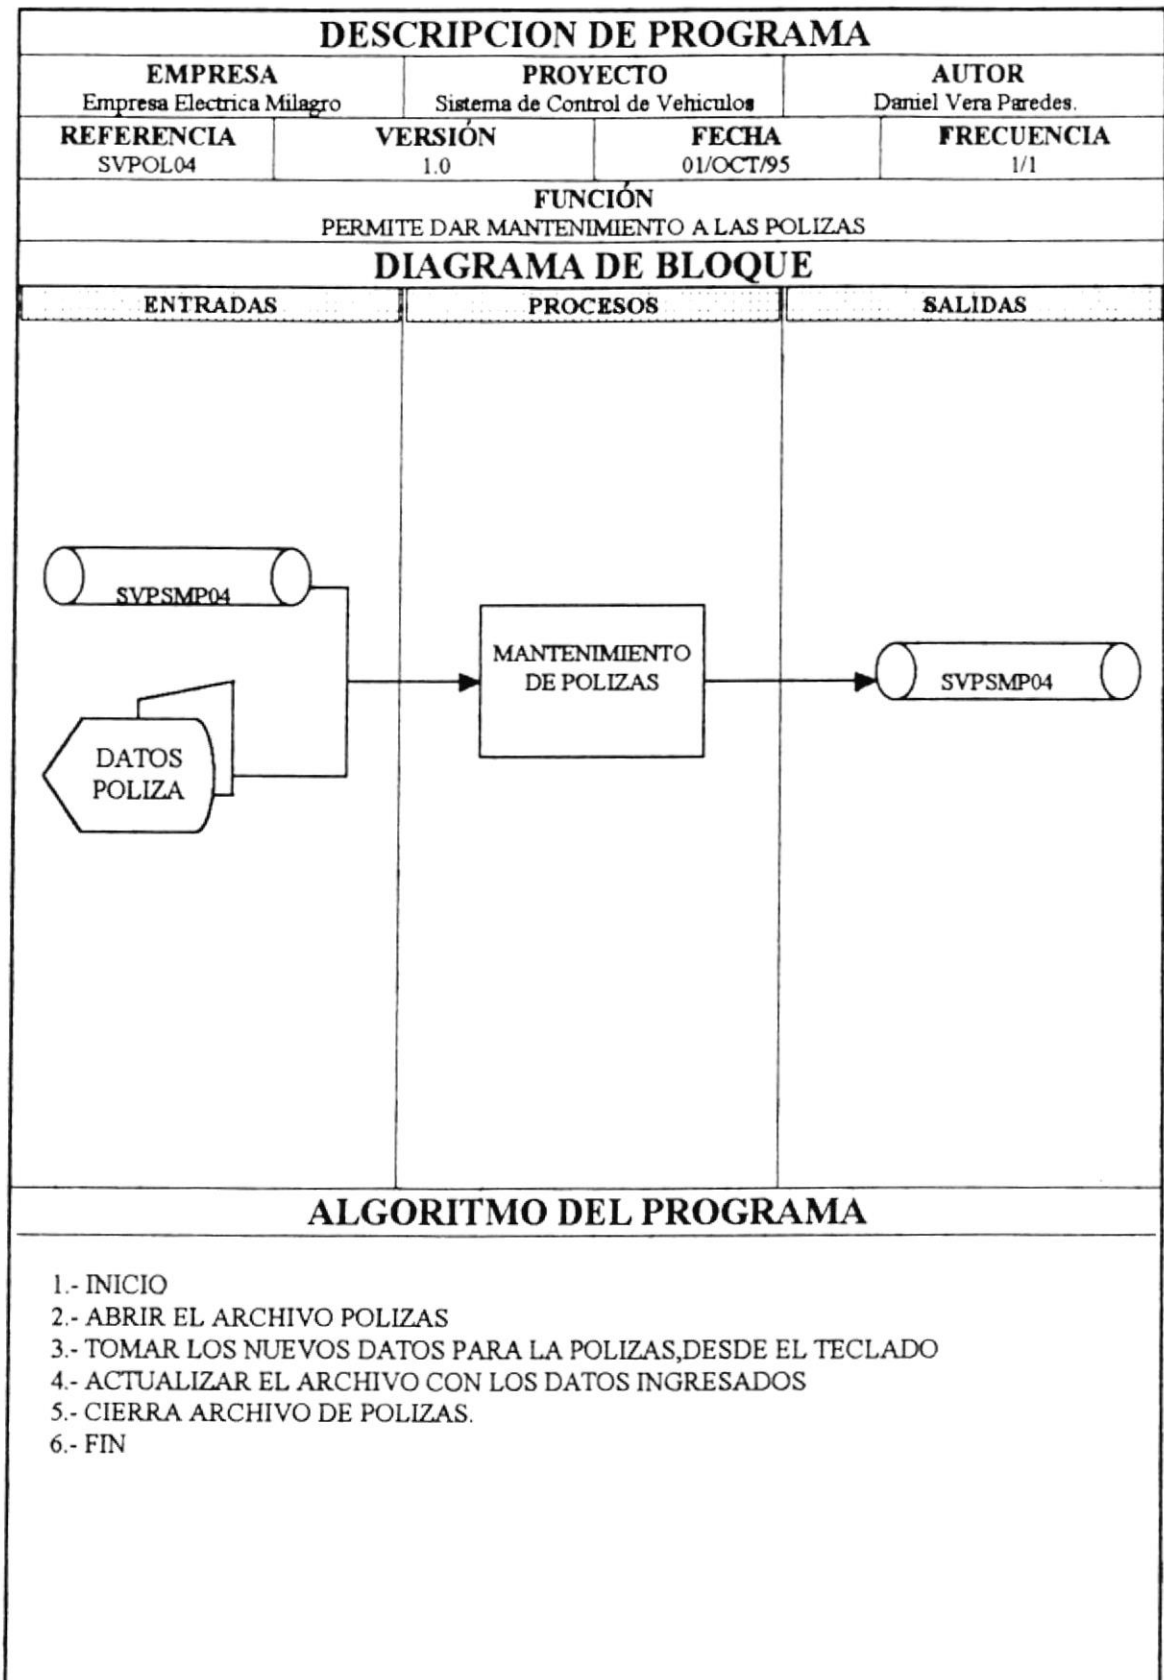 DESCRIPCION DE PROGRAMA
EMPRESA PROYECTO AUTOR
Empresa Electrica Milagro Sistema de Control de Vehiculos Daniel Vera Paredes.
REFERENCIA VERSIÓN FECHA FRECUENCIA
SVPOL04 1.0 01/OCT/95 1/1
FUNCIÓN
PERMITE DAR MANTENIMIENTO A LAS POLIZAS
DIAGRAMA DE BLOQUE
ENTRADAS PROCESOS SALIDAS
SVPSMP04
MANTENIMIENTO
DE POLIZAS
SVPSMP04
DATOS
POLIZA
ALGORITMO DEL PROGRAMA
1.- INICIO
2.- ABRIR EL ARCHIVO POLIZAS
3.- TOMAR LOS NUEVOS DATOS PARA LA POLIZAS,DESDE EL TECLADO
4.- ACTUALIZAR EL ARCHIVO CON LOS DATOS INGRESADOS
5.- CIERRA ARCHIVO DE POLIZAS.
6.- FIN